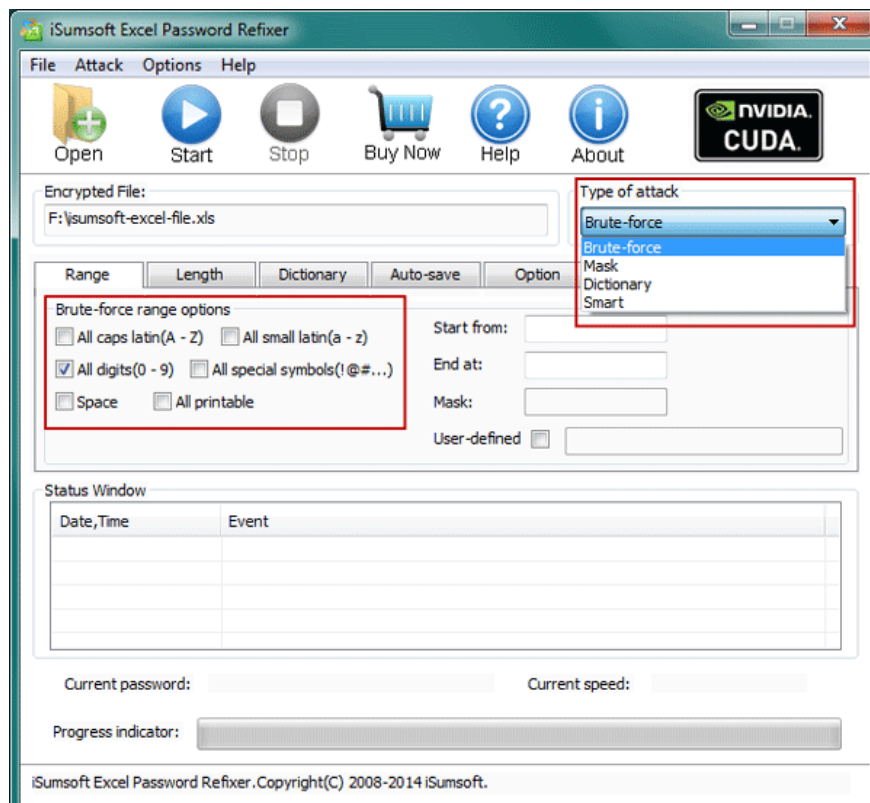 iSumsoft Excel Password Refixer
File Attack Options Help
Open Start Stop Buy Now Help About
NVIDIA.
CUDA.
Encrypted File:
F:\isumsoft-excel-file.xls
Type of attack
Brute-force
Brute-force
Mask
Dictionary
Smart
Range Length Dictionary Auto-save Option
Brute-force range options
All caps latin(A - Z) All small latin(a - z)
All digits(0 - 9) All special symbols(!@#...)
Space All printable
Start from:
End at:
Mask:
User-defined
Status Window
Date,Time Event
Current password: Current speed:
Progress indicator:
iSumsoft Excel Password Refixer.Copyright(C) 2008-2014 iSumsoft.